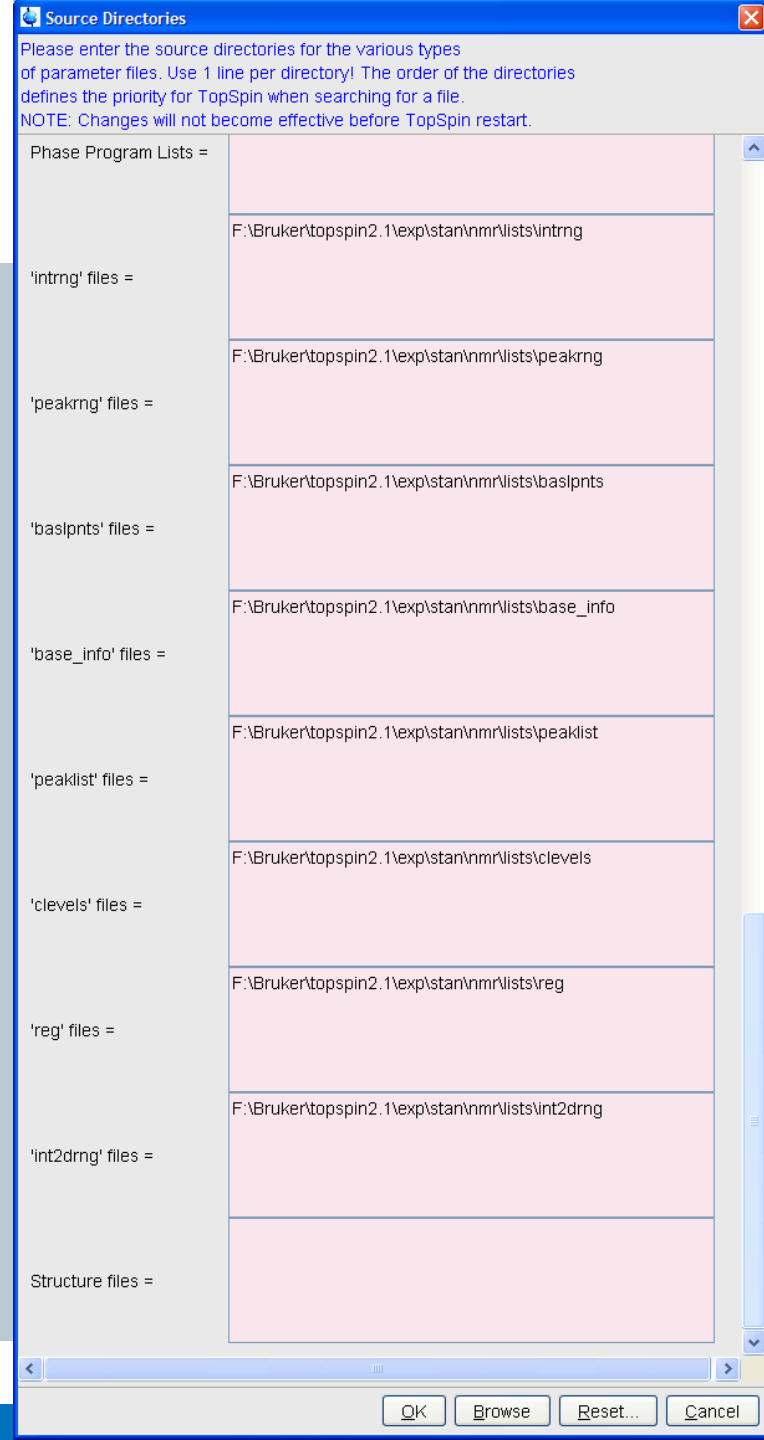 Source Directories
Please enter the source directories for the various types
of parameter files. Use 1 line per directory! The order of the directories
defines the priority for TopSpin when searching for a file.
NOTE: Changes will not become effective before TopSpin restart.
Phase Program Lists =
F:\Bruker\topspin2.1\exp\stan\nmr\lists\intrng
'intrng' files =
F:\Bruker\topspin2.1\exp\stan\nmr\lists\peakrng
'peakrng' files =
F:\Bruker\topspin2.1\exp\stan\nmr\lists\baslpnts
'baslpnts' files =
F:\Bruker\topspin2.1\exp\stan\nmr\lists\base_info
'base_info' files =
F:\Bruker\topspin2.1\exp\stan\nmr\lists\peaklist
'peaklist' files =
F:\Bruker\topspin2.1\exp\stan\nmr\lists\clevels
'clevels' files =
F:\Bruker\topspin2.1\exp\stan\nmr\lists\reg
'reg' files =
F:\Bruker\topspin2.1\exp\stan\nmr\lists\int2drng
'int2drng' files =
Structure files =
OK Browse Reset... Cancel